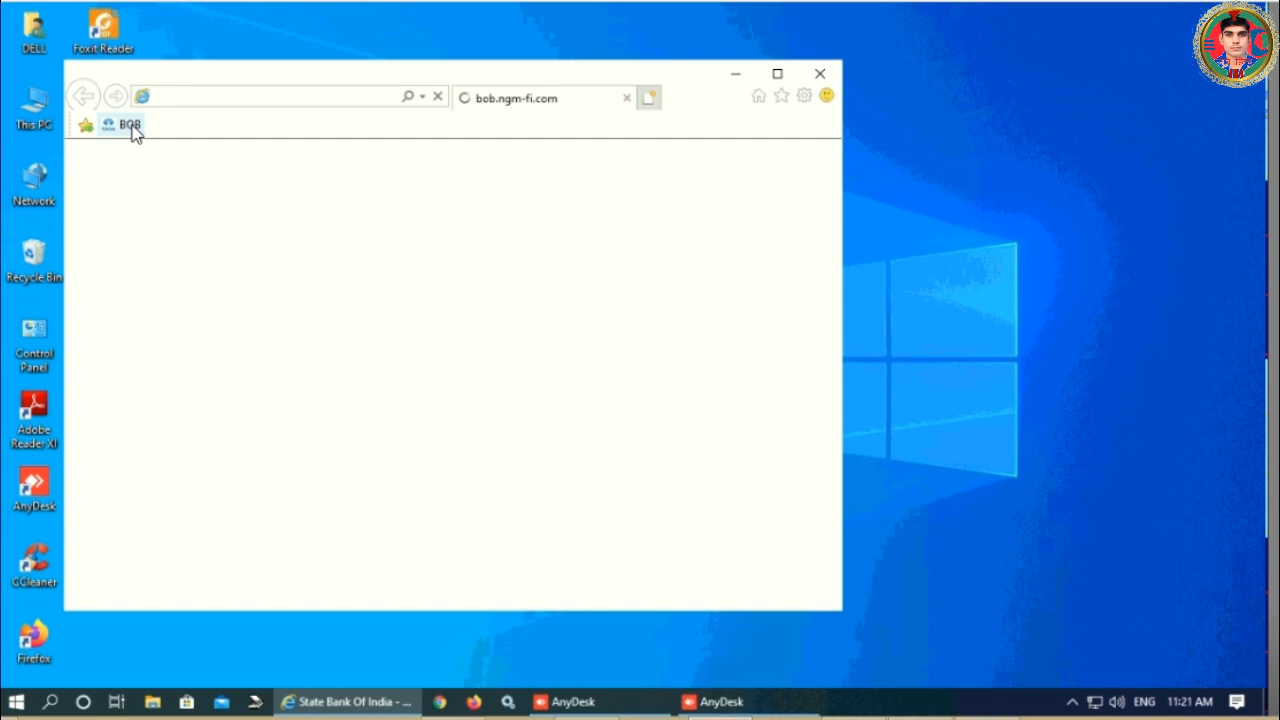 DELL
Foxit Reader
This PC
Network
Recycle Bin
Control
Panel
Adobe
Reader XI
AnyDesk
CCleaner
Firefox
bob.ngm-fi.com
BOB
State Bank Of India - ...
AnyDesk
AnyDesk
ENG
11:21 AM